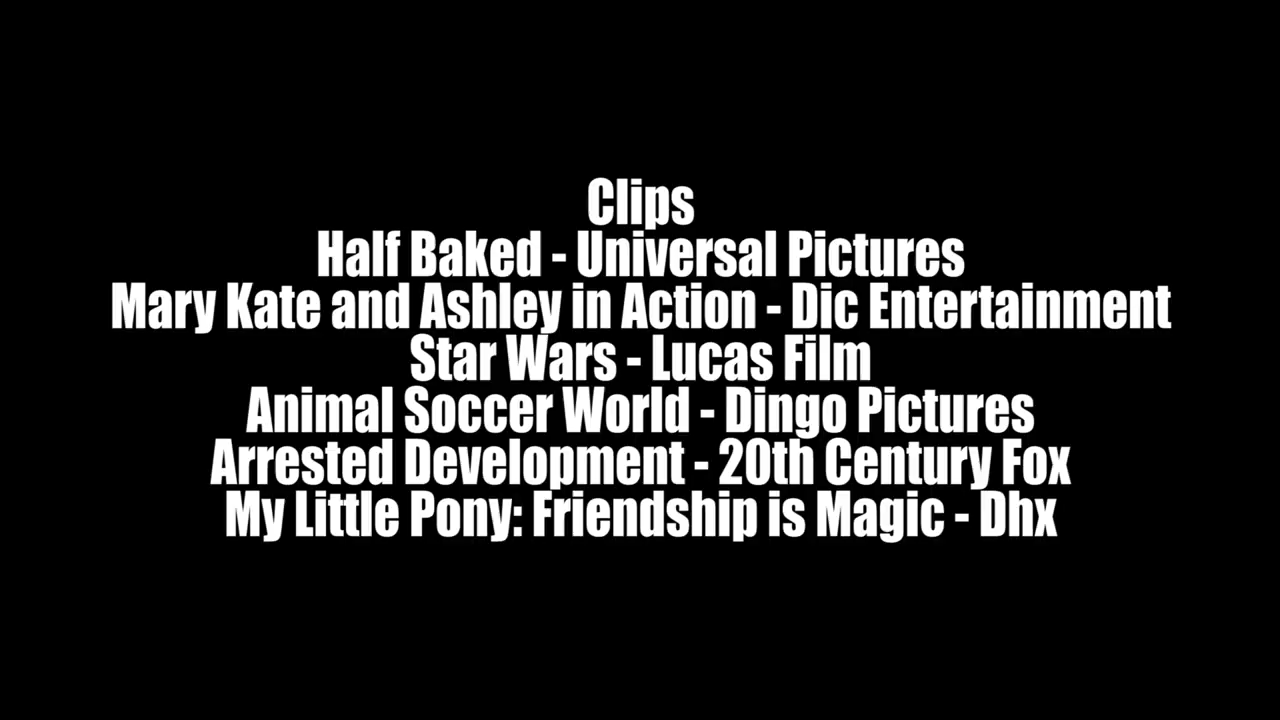 Clips
Half Baked - Universal Pictures
Mary Kate and Ashley in Action - Dic Entertainment
Star Wars - Lucas Film
Animal Soccer World - Dingo Pictures
Arrested Development - 20th Century Fox
My Little Pony: Friendship is Magic - Dhx